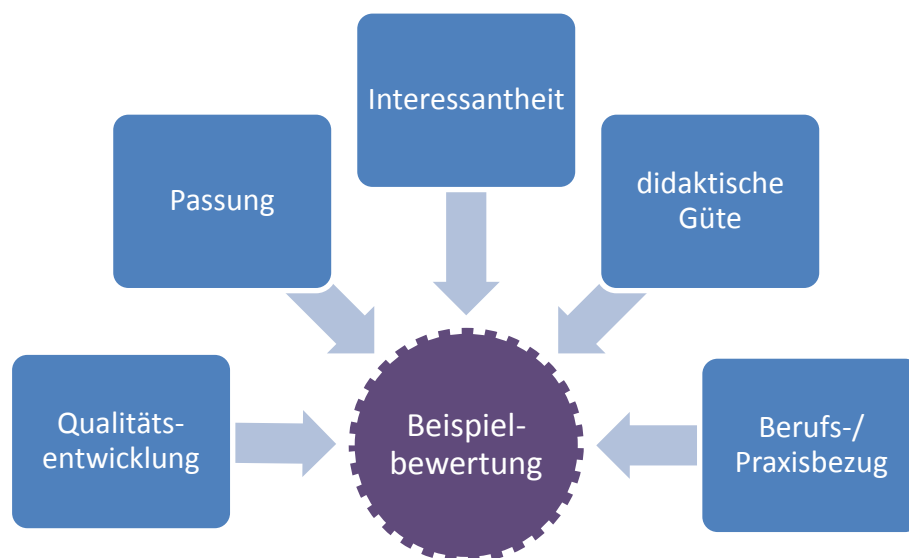 Interessantheit
Passung
didaktische
Güte
Qualitäts-
entwicklung
Beispiel-
bewertung
Berufs-/
Praxisbezug